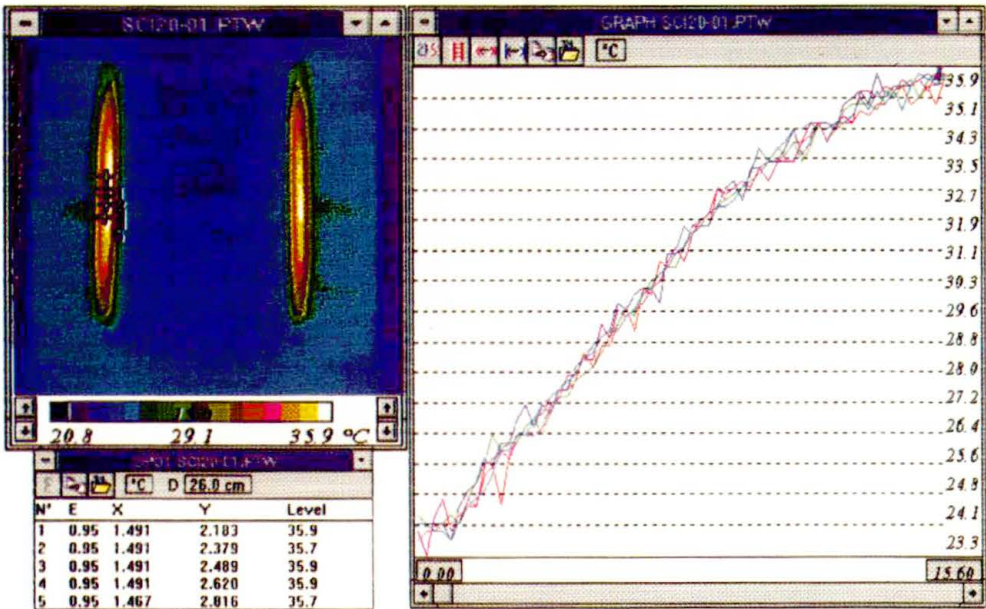 SCI20-01 .PTW
20.8 29.1 35.9 °C
SCI20-01.PTW
°C D 26.0 cm
N° E X Y Level
1 0.95 1.491 2.183 35.9
2 0.95 1.491 2.379 35.7
3 0.95 1.491 2.489 35.9
4 0.95 1.491 2.620 35.9
5 0.95 1.467 2.816 35.7
GRAPH SCI20-01.PTW
°C
35.9
35.1
34.3
33.5
32.7
31.9
31.1
30.3
29.6
28.8
28.0
27.2
26.4
25.6
24.8
24.1
23.3
0.00 15.60